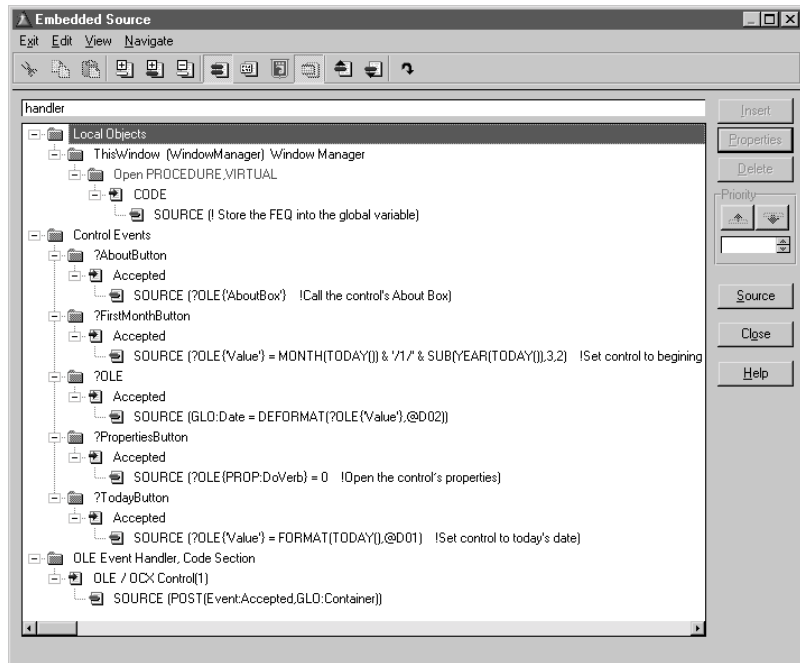 Embedded Source
Exit Edit View Navigate
handler
Local Objects
ThisWindow (WindowManager) Window Manager
Open PROCEDURE,VIRTUAL
CODE
SOURCE (! Store the FEQ into the global variable)
Control Events
?AboutButton
Accepted
SOURCE (?OLE{'AboutBox'} !Call the control's About Box)
?FirstMonthButton
Accepted
SOURCE (?OLE{'Value'} = MONTH(TODAY()) & '/1/' & SUB(YEAR(TODAY()),3,2) !Set control to begining
?OLE
Accepted
SOURCE (GLO:Date = DEFORMAT(?OLE{'Value'},@D02))
?PropertiesButton
Accepted
SOURCE (?OLE{PROP:DoVerb} = 0 !Open the control's properties)
?TodayButton
Accepted
SOURCE (?OLE{'Value'} = FORMAT(TODAY(),@D01) !Set control to today's date)
OLE Event Handler, Code Section
OLE / OCX Control(1)
SOURCE (POST(Event:Accepted,GLO:Container))
Insert
Properties
Delete
Priority
Source
Close
Help